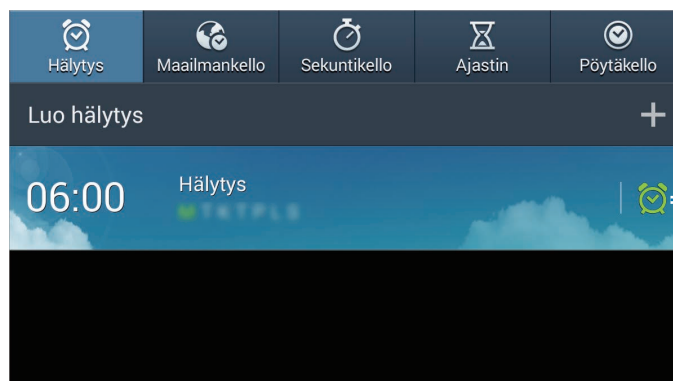 Hälytys
Maailmankello
Sekuntikello
Ajastin
Pöytäkello
Luo hälytys
06:00
Hälytys